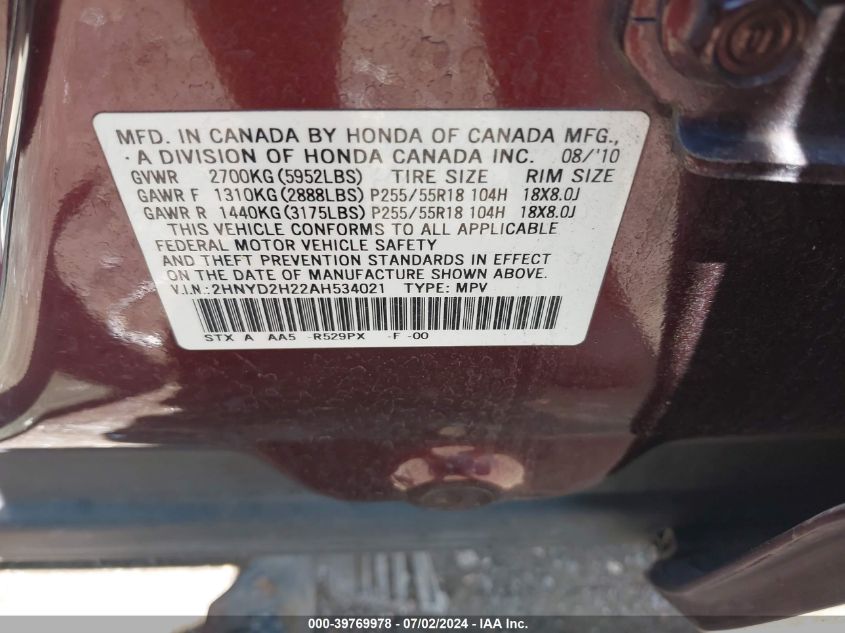 MFD. IN CANADA BY HONDA OF CANADA MFG.,
A DIVISION OF HONDA CANADA INC. 08/'10
GVWR 2700KG(5952LBS) TIRE SIZE RIM SIZE
GAWR F 1310KG(2888LBS) P255/55R18 104H 18X8.0J
GAWR R 1440KG(3175LBS) P255/55R18 104H 18X8.0J
THIS VEHICLE CONFORMS TO ALL APPLICABLE
FEDERAL MOTOR VEHICLE SAFETY
AND THEFT PREVENTION STANDARDS IN EFFECT
ON THE DATE OF MANUFACTURE SHOWN ABOVE.
V.I.N.:2HNYD2H22AH534021 TYPE: MPV
STX A AA5 -R529PX -F -00
000-39769978 - 07/02/2024 - IAA Inc.